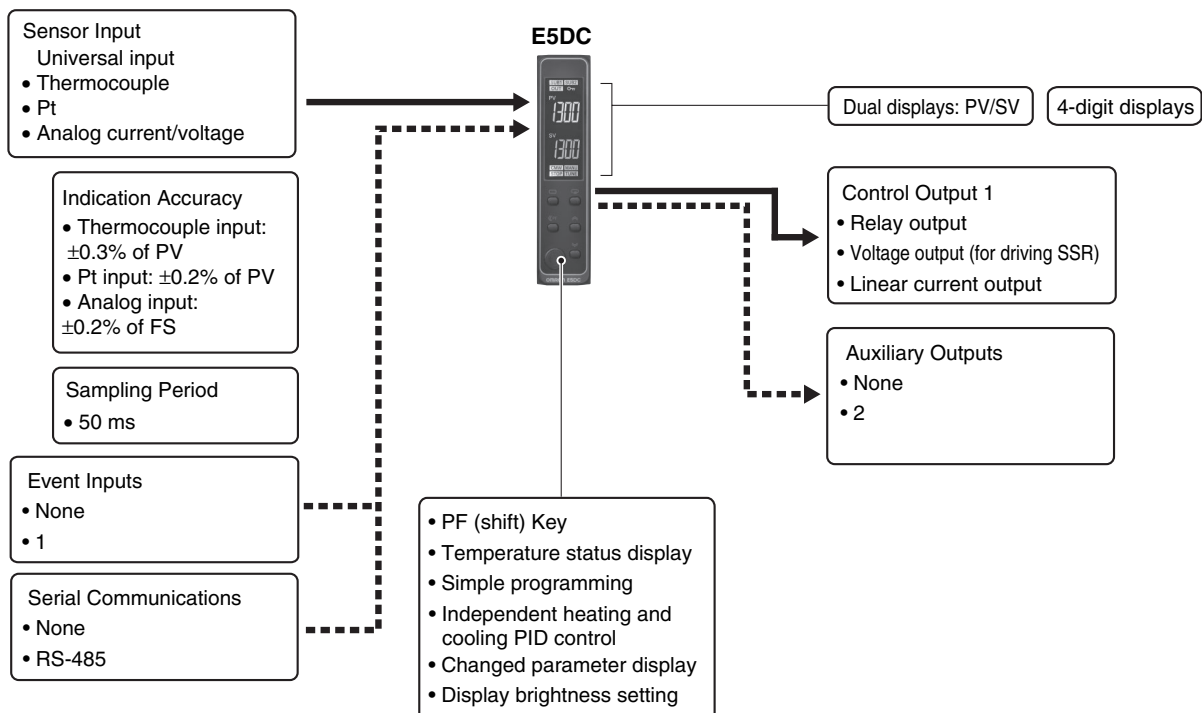 Sensor Input
Universal input
• Thermocouple
• Pt
• Analog current/voltage
Indication Accuracy
• Thermocouple input:
±0.3% of PV
• Pt input: ±0.2% of PV
• Analog input:
±0.2% of FS
Sampling Period
• 50 ms
Event Inputs
• None
• 1
Serial Communications
• None
• RS-485
E5DC
PV
1300
SV
1300
Dual displays: PV/SV
4-digit displays
Control Output 1
• Relay output
• Voltage output (for driving SSR)
• Linear current output
Auxiliary Outputs
• None
• 2
• PF (shift) Key
• Temperature status display
• Simple programming
• Independent heating and
cooling PID control
• Changed parameter display
• Display brightness setting